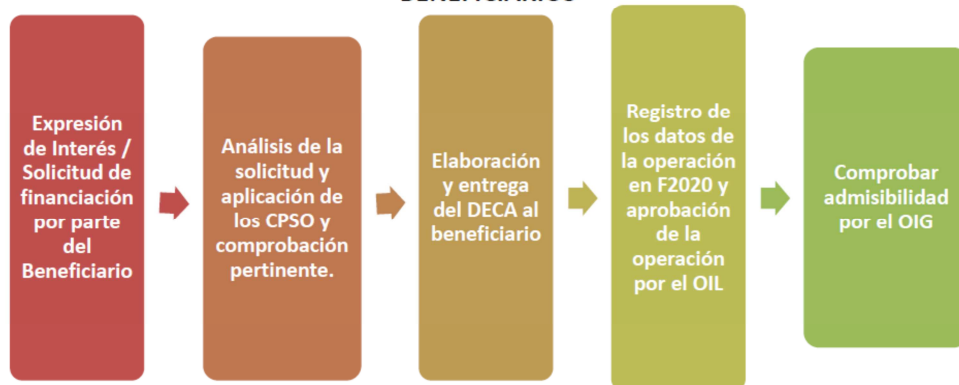 BENEFICIARIOS
Expresión
de Interés /
Solicitud de
financiación
por parte
del
Beneficiario
Análisis de la
solicitud y
aplicación de
los CPSO y
comprobación
pertinente.
Elaboración
y entrega
del DECA al
beneficiario
Registro de
los datos de
la operación
en F2020 y
aprobación
de la
operación
por el OIL
Comprobar
admisibilidad
por el OIG